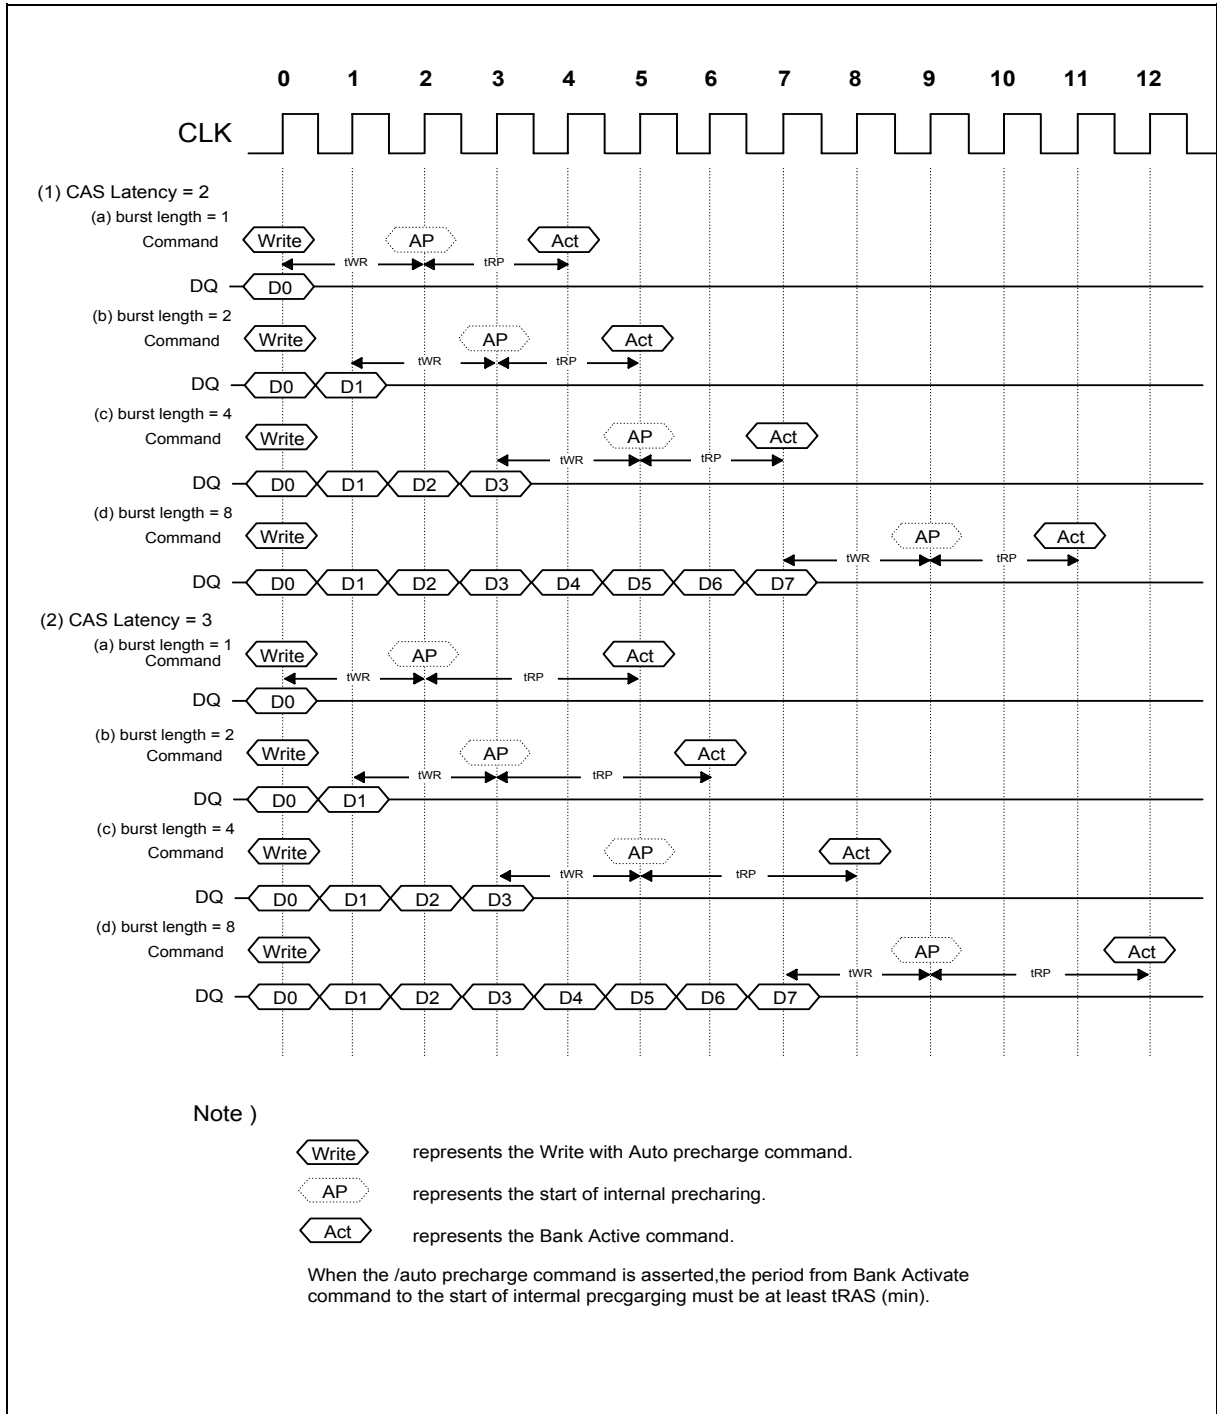 0 1 2 3 4 5 6 7 8 9 10 11 12
CLK
(1) CAS Latency = 2
(a) burst length = 1
Command Write AP Act
tWR tRP
DQ D0
(b) burst length = 2
Command Write AP Act
tWR tRP
DQ D0 D1
(c) burst length = 4
Command Write AP Act
tWR tRP
DQ D0 D1 D2 D3
(d) burst length = 8
Command Write AP Act
tWR tRP
DQ D0 D1 D2 D3 D4 D5 D6 D7
(2) CAS Latency = 3
(a) burst length = 1
Command Write AP Act
tWR tRP
DQ D0
(b) burst length = 2
Command Write AP Act
tWR tRP
DQ D0 D1
(c) burst length = 4
Command Write AP Act
tWR tRP
DQ D0 D1 D2 D3
(d) burst length = 8
Command Write AP Act
tWR tRP
DQ D0 D1 D2 D3 D4 D5 D6 D7
Note )
Write represents the Write with Auto precharge command.
AP represents the start of internal precharing.
Act represents the Bank Active command.
When the /auto precharge command is asserted,the period from Bank Activate
command to the start of intermal precgarging must be at least tRAS (min).